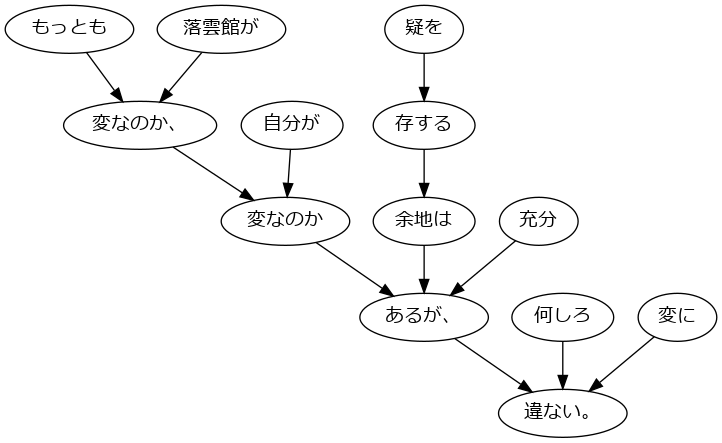 もっとも
落雲館が
疑を
変なのか、
自分が
存する
変なのか
余地は
充分
あるが、
何しろ
変に
違ない。